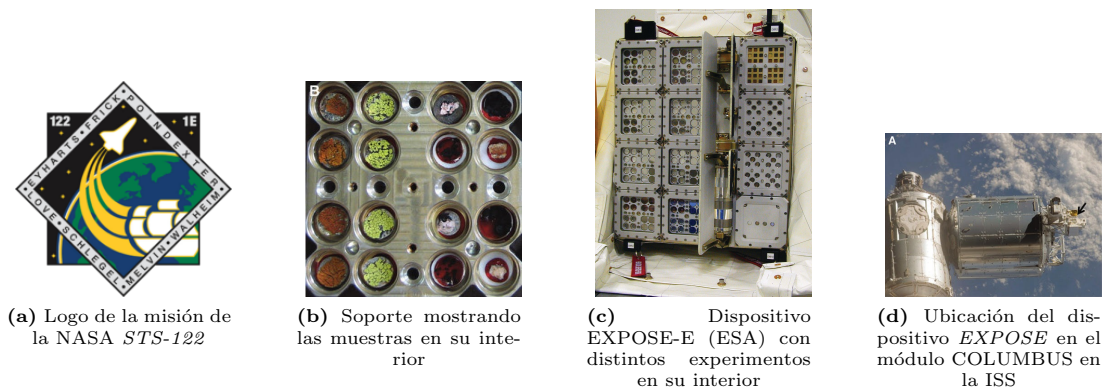 122
1E
EYHARTS • FRICK • POINDEXTER
LOVE • SCHLEGEL • MELVIN • WALHEIM
B
A
(a) Logo de la misión de
la NASA STS-122
(b) Soporte mostrando
las muestras en su inte-
rior
(c) Dispositivo
EXPOSE-E (ESA) con
distintos experimentos
en su interior
(d) Ubicación del dis-
positivo EXPOSE en el
módulo COLUMBUS en
la ISS